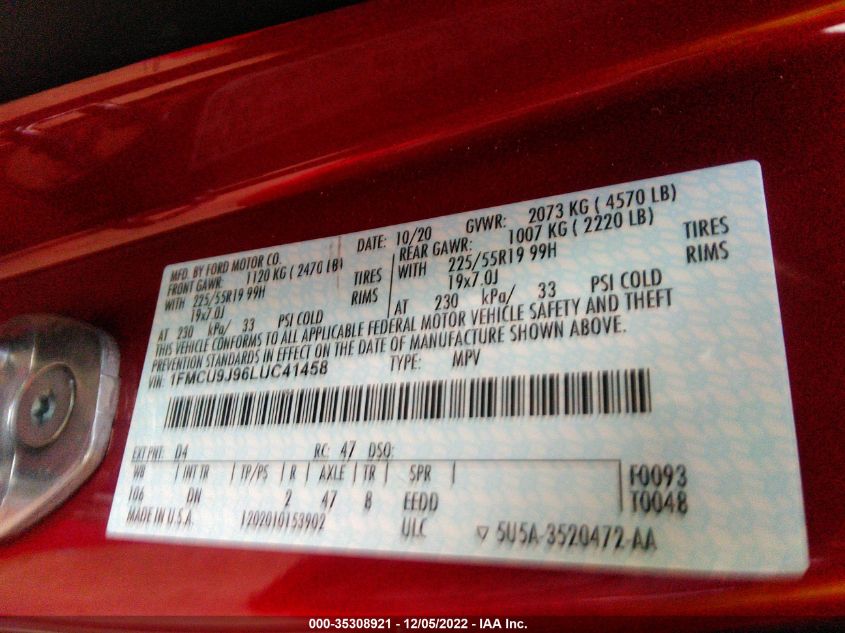 MFD. BY FORD MOTOR CO. DATE: 10/20 GVWR: 2073 KG ( 4570 LB)
FRONT GAWR: 1120 KG ( 2470 LB) REAR GAWR: 1007 KG ( 2220 LB)
WITH 225/55R19 99H TIRES WITH 225/55R19 99H TIRES
19x7.0J RIMS 19x7.0J RIMS
AT 230 kPa/ 33 PSI COLD AT 230 kPa/ 33 PSI COLD
THIS VEHICLE CONFORMS TO ALL APPLICABLE FEDERAL MOTOR VEHICLE SAFETY AND THEFT
PREVENTION STANDARDS IN EFFECT ON THE DATE OF MANUFACTURE SHOWN ABOVE.
VIN: 1FMCU9J96LUC41458 TYPE: MPV
EXT PNT: D4 RC: 47 DSO:
WB INT TR TP/PS R AXLE TR SPR F0093
106 DN 2 47 8 EEDD T0048
MADE IN U.S.A. 120201015390​2 ULC 5U5A-3520472-AA
000-35308921 - 12/05/2022 - IAA Inc.